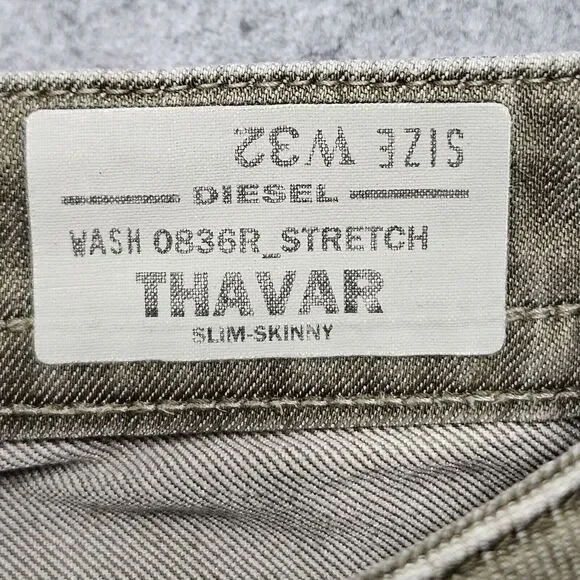 SIZE W32
DIESEL
WASH 0836R_STRETCH
THAVAR
SLIM-SKINNY